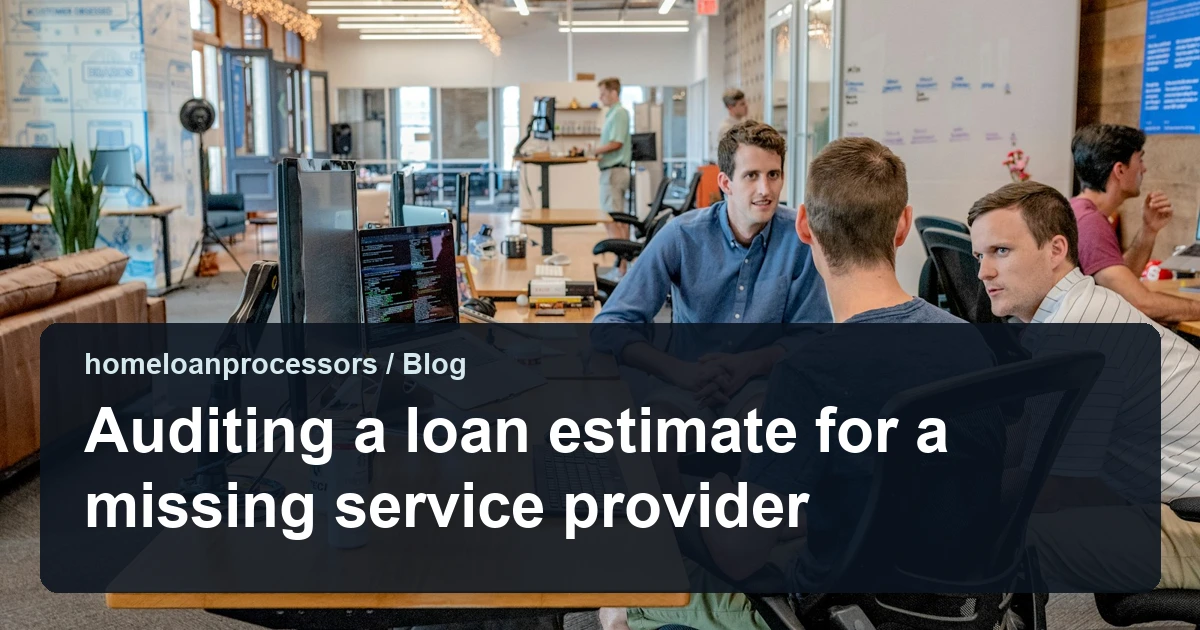 homeloanprocessors / Blog
Auditing a loan estimate for a
missing service provider